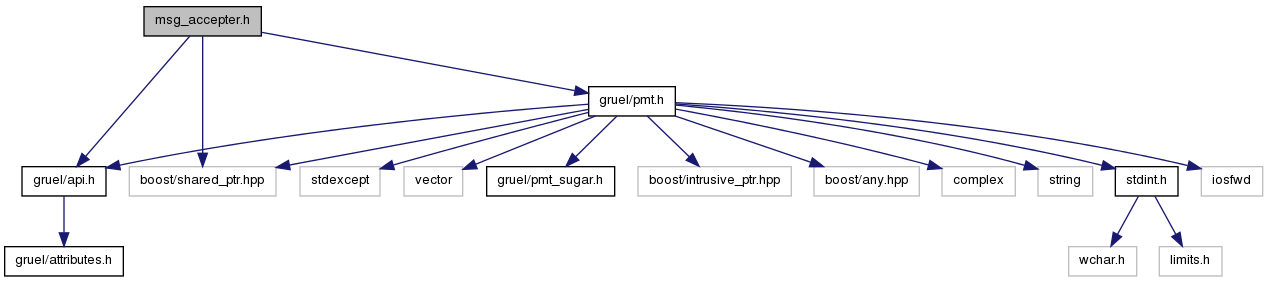 msg_accepter.h
gruel/pmt.h
gruel/api.h
boost/shared_ptr.hpp
stdexcept
vector
gruel/pmt_sugar.h
boost/intrusive_ptr.hpp
boost/any.hpp
complex
string
stdint.h
iosfwd
gruel/attributes.h
wchar.h
limits.h